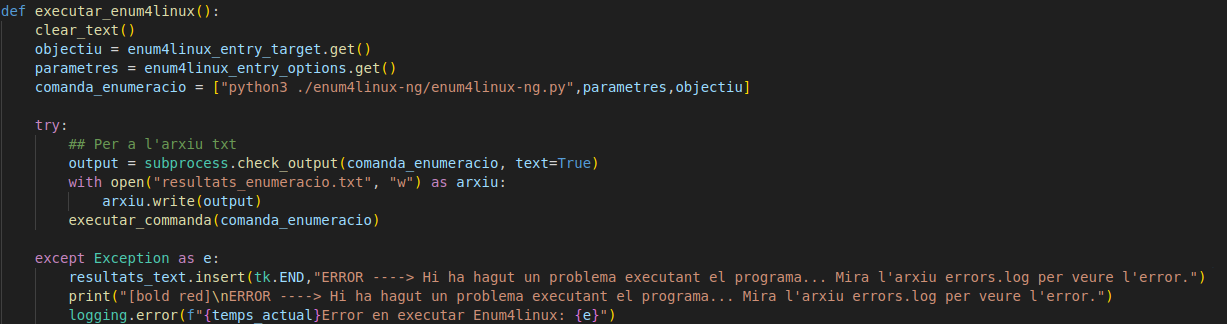 def executar_enum4linux():
    clear_text()
    objectiu = enum4linux_entry_target.get()
    parametres = enum4linux_entry_options.get()
    comanda_enumeracio = ["python3 ./enum4linux-ng/enum4linux-ng.py",parametres,objectiu]

    try:
        ## Per a l'arxiu txt
        output = subprocess.check_output(comanda_enumeracio, text=True)
        with open("resultats_enumeracio.txt", "w") as arxiu:
            arxiu.write(output)
        executar_commanda(comanda_enumeracio)

    except Exception as e:
        resultats_text.insert(tk.END,"ERROR ----> Hi ha hagut un problema executant el programa... Mira l'arxiu errors.log per veure l'error.")
        print("[bold red]\nERROR ----> Hi ha hagut un problema executant el programa... Mira l'arxiu errors.log per veure l'error.")
        logging.error(f"{temps_actual}Error en executar Enum4linux: {e}")